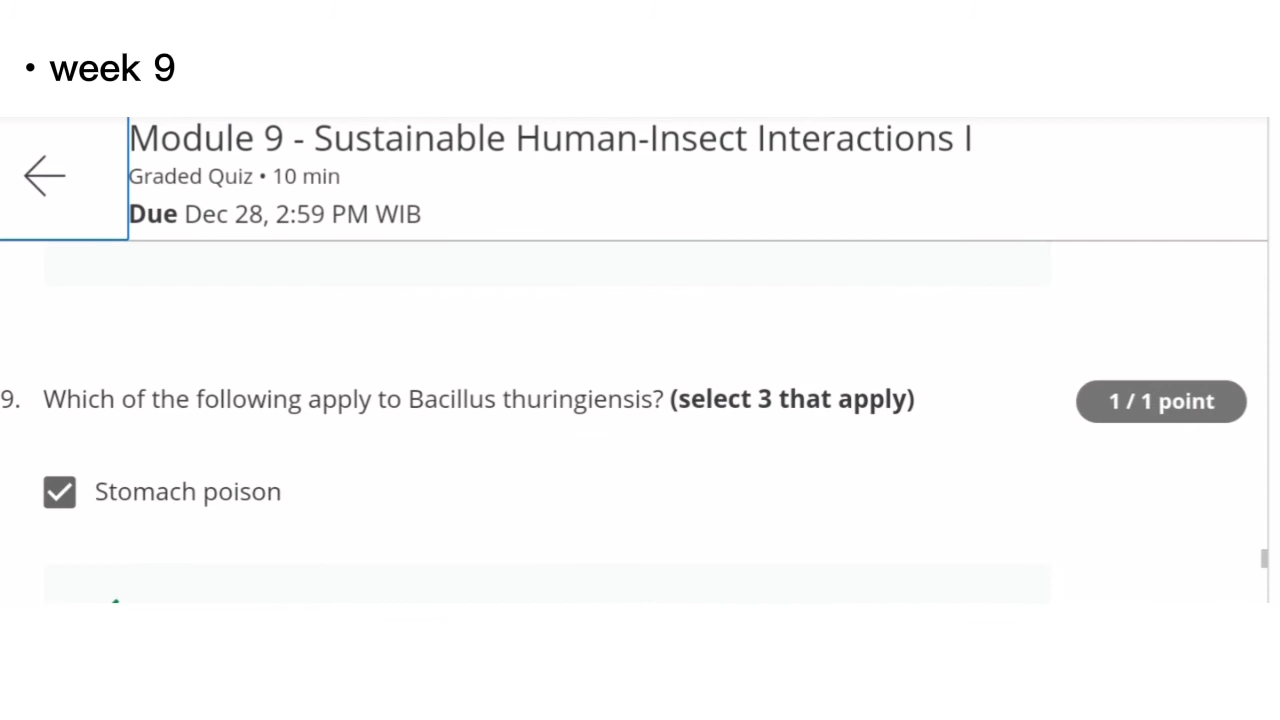 • week 9
Module 9 - Sustainable Human-Insect Interactions I
Graded Quiz • 10 min
Due Dec 28, 2:59 PM WIB
9. Which of the following apply to Bacillus thuringiensis? (select 3 that apply)
1 / 1 point
Stomach poison